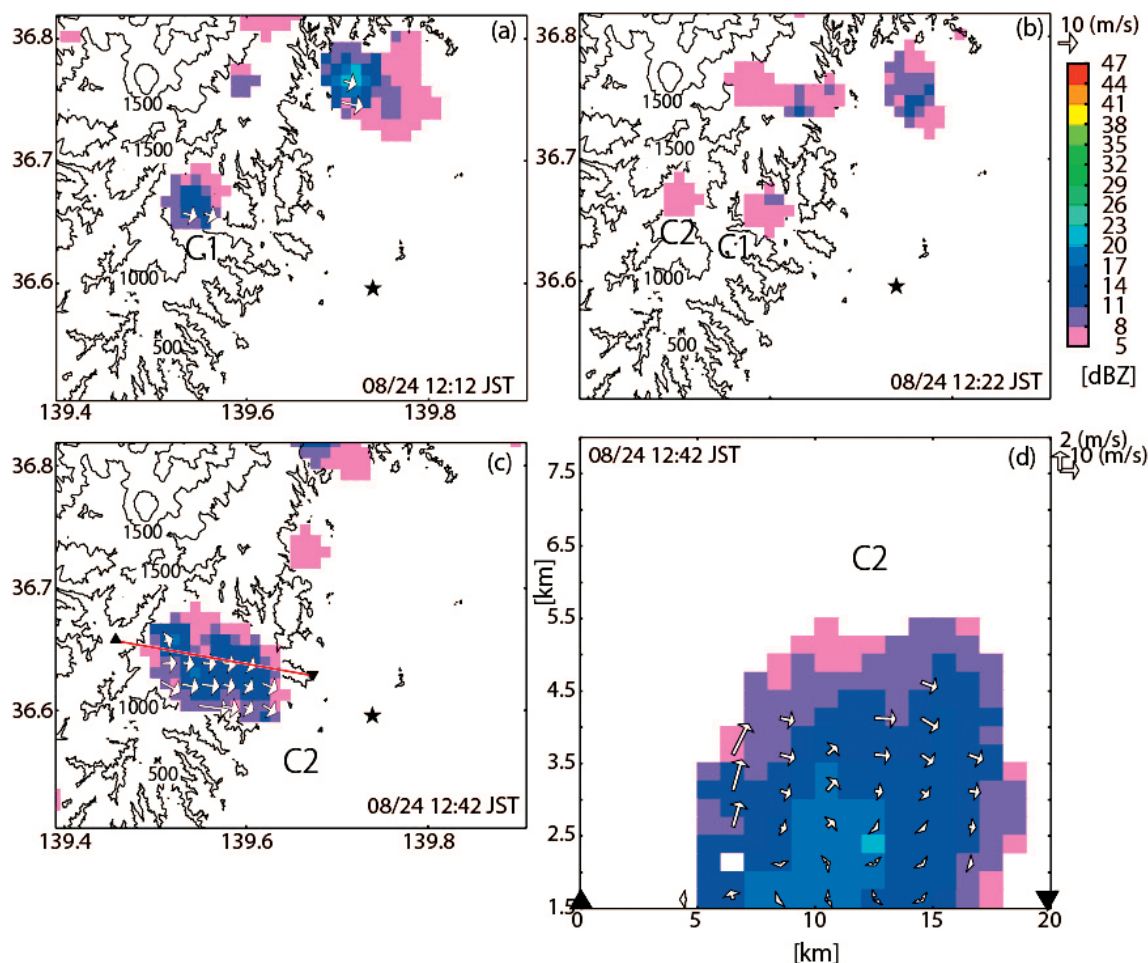 (a)
36.8
36.7
36.6
1500
1500
1000
500
C1
08/24 12:12 JST
139.4
139.6
139.8
(b)
36.8
36.7
36.6
1500
1500
1000
500
C2
C1
08/24 12:22 JST
10 (m/s)
47
44
41
38
35
32
29
26
23
20
17
14
11
8
5
[dBZ]
(c)
36.8
36.7
36.6
1500
1500
1000
500
C2
08/24 12:42 JST
139.4
139.6
139.8
08/24 12:42 JST
(d)
2 (m/s)
10 (m/s)
C2
7.5
6.5
5.5
4.5
3.5
2.5
1.5
[km]
0
5
10
15
20
[km]